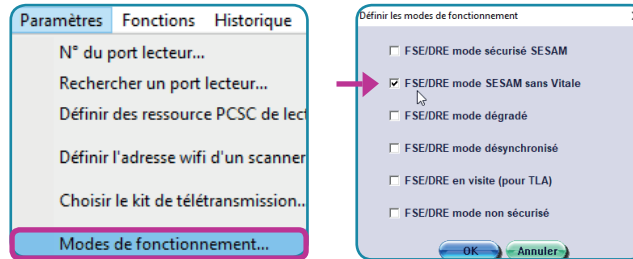 Paramètres Fonctions Historique
N° du port lecteur...
Rechercher un port lecteur...
Définir des ressource PCSC de lect
Définir l'adresse wifi d'un scanner
Choisir le kit de télétransmission..
Modes de fonctionnement...
Définir les modes de fonctionnement
FSE/DRE mode sécurisé SESAM
FSE/DRE mode SESAM sans Vitale
FSE/DRE mode dégradé
FSE/DRE mode désynchronisé
FSE/DRE en visite (pour TLA)
FSE/DRE mode non sécurisé
OK Annuler